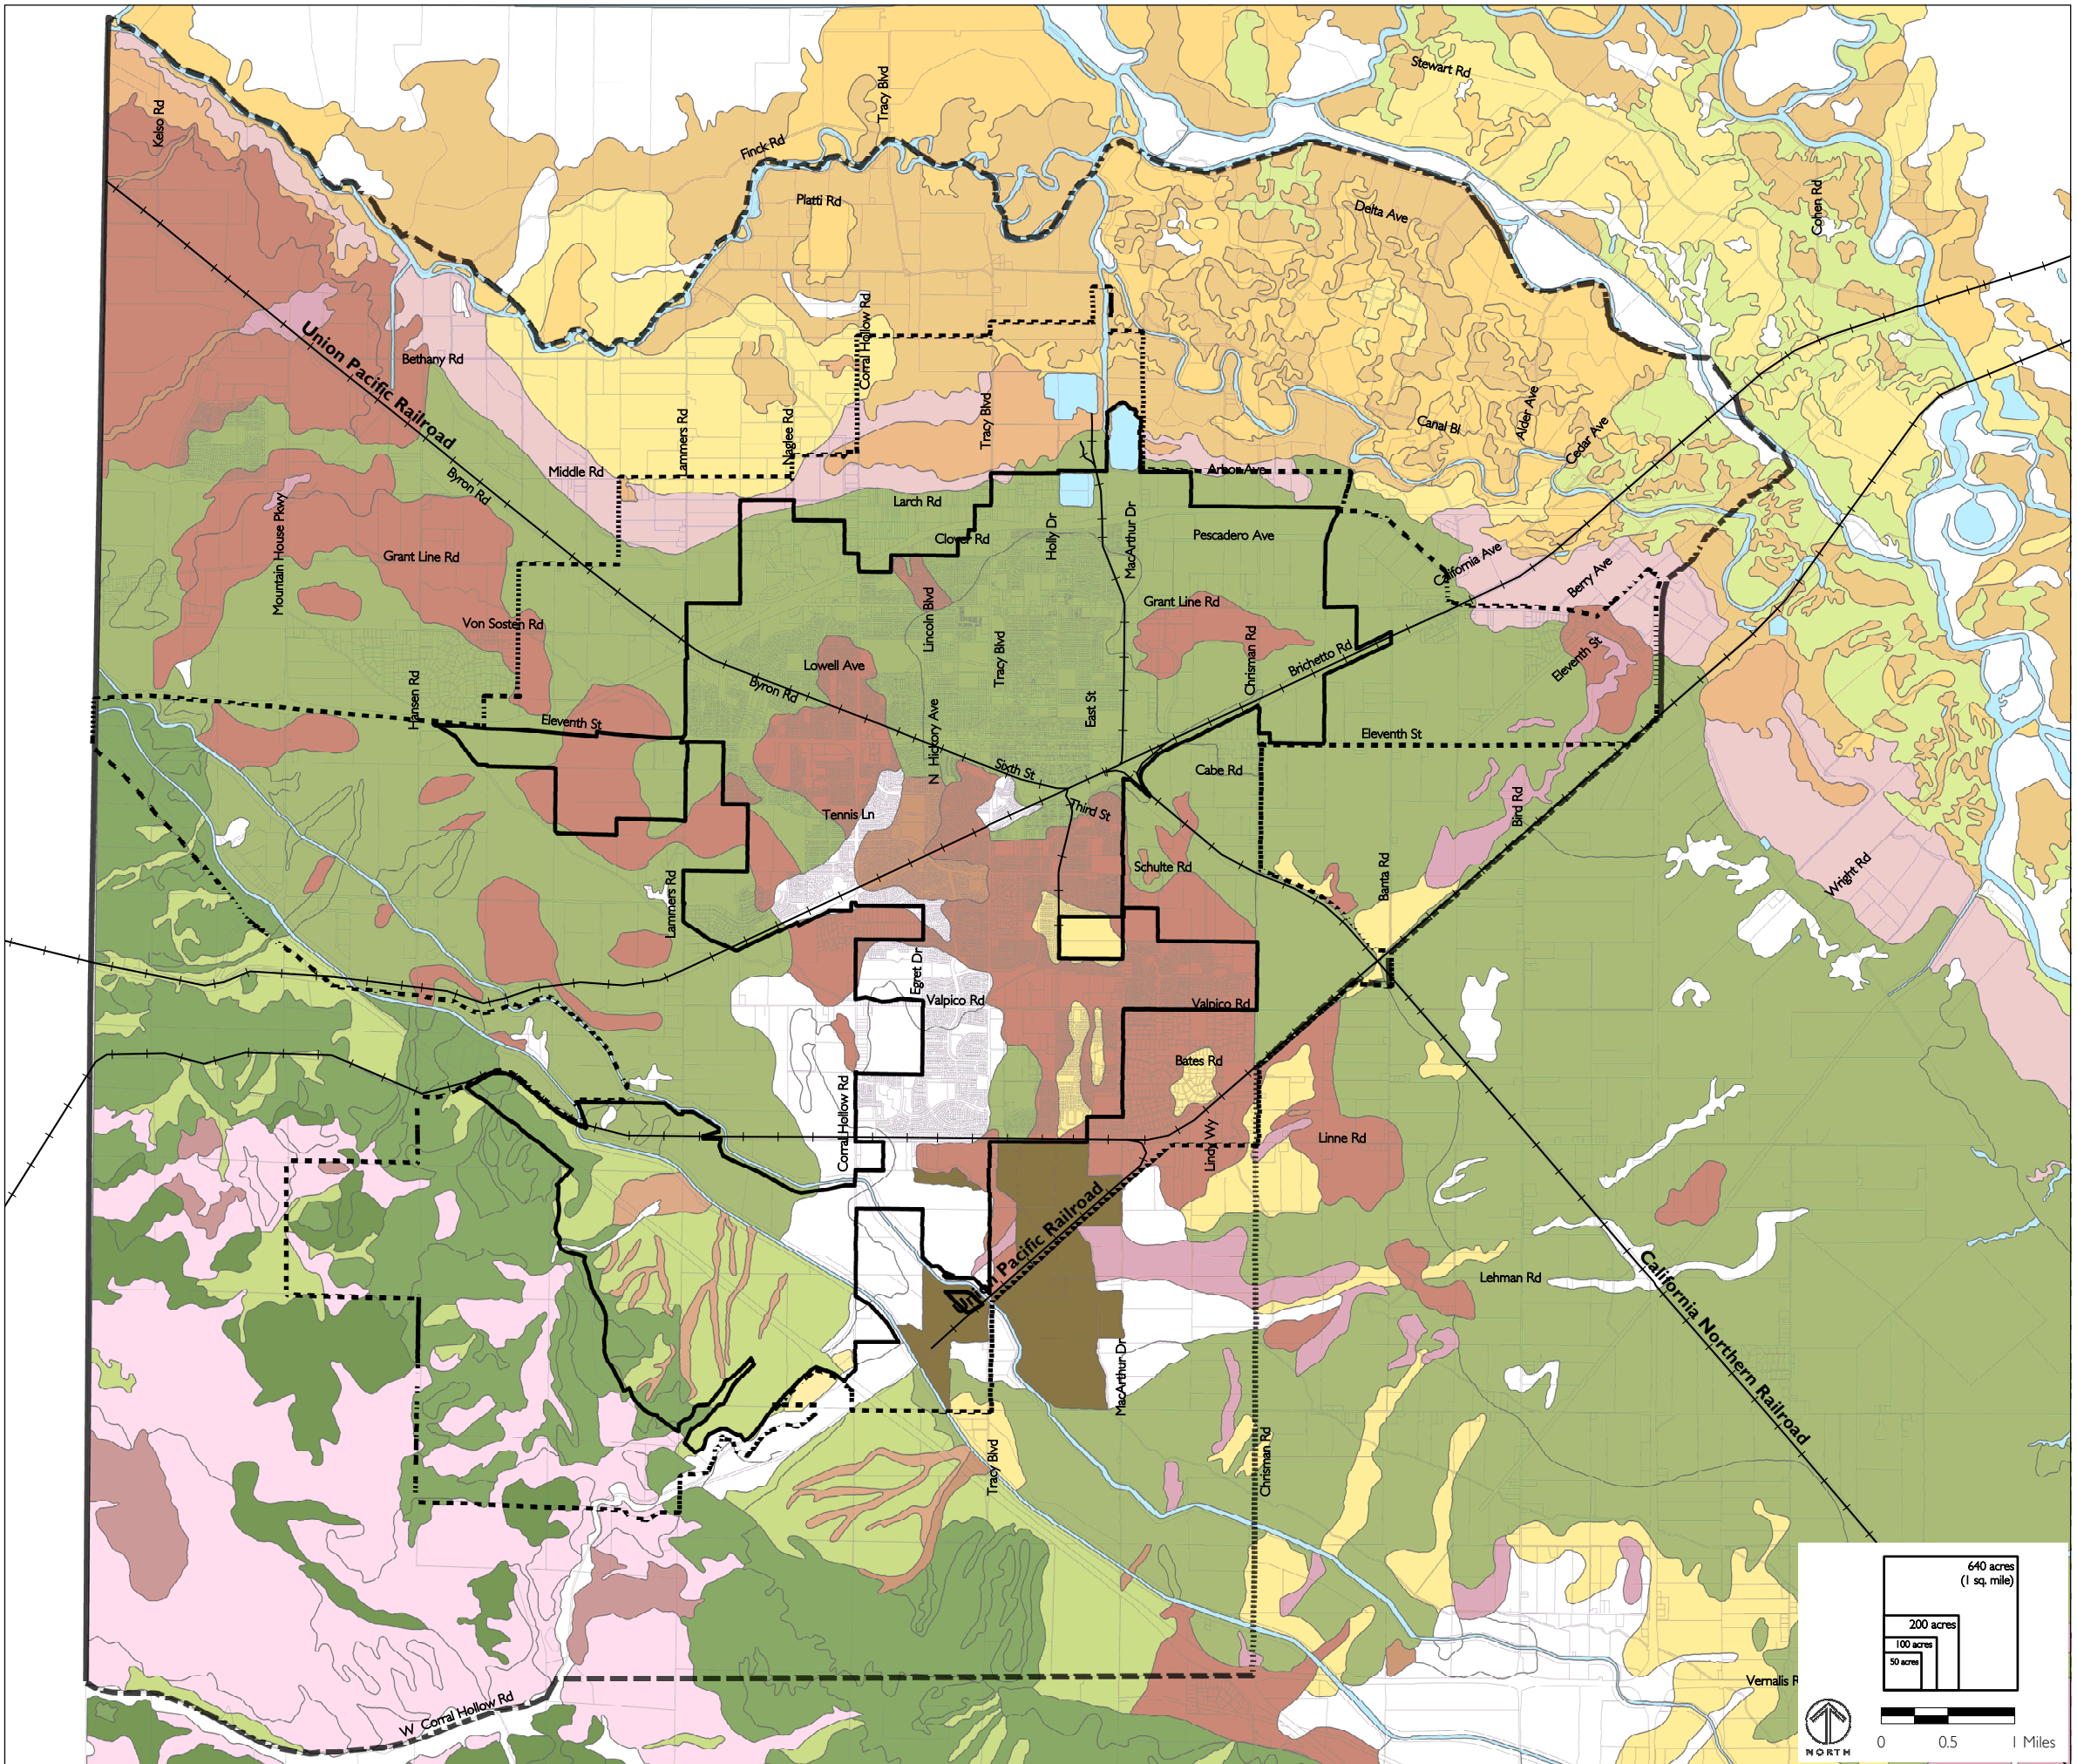 Stewart Rd
Tracy Blvd
Kelso Rd
Finck Rd
Platti Rd
Delta Ave
Cohen Rd
Union Pacific Railroad
Bethany Rd
Corral Hollow Rd
Lammers Rd
Naglee Rd
Tracy Blvd
Canal Bl
Alder Ave
Cedar Ave
Middle Rd
Arbor Ave
Byron Rd
Mountain House Pkwy
Larch Rd
Clover Rd
Holly Dr
MacArthur Dr
Pescadero Ave
Grant Line Rd
California Ave
Berry Ave
Von Sosten Rd
Lincoln Blvd
Tracy Blvd
Grant Line Rd
Chrisman Rd
Brichetto Rd
Eleventh St
Lowell Ave
Byron Rd
Hansen Rd
Eleventh St
N Hickory Ave
East St
Eleventh St
Sixth St
Cabe Rd
Third St
Tennis Ln
Bird Rd
Schulte Rd
Banta Rd
Wright Rd
Lammers Rd
Egret Dr
Valpico Rd
Valpico Rd
Bates Rd
Corral Hollow Rd
Lindy Wy
Linne Rd
Union Pacific Railroad
Lehman Rd
California Northern Railroad
MacArthur Dr
Tracy Blvd
Chrisman Rd
W Corral Hollow Rd
Vernalis R
640 acres
(1 sq. mile)
200 acres
100 acres
50 acres
NORTH
0 0.5 1 Miles